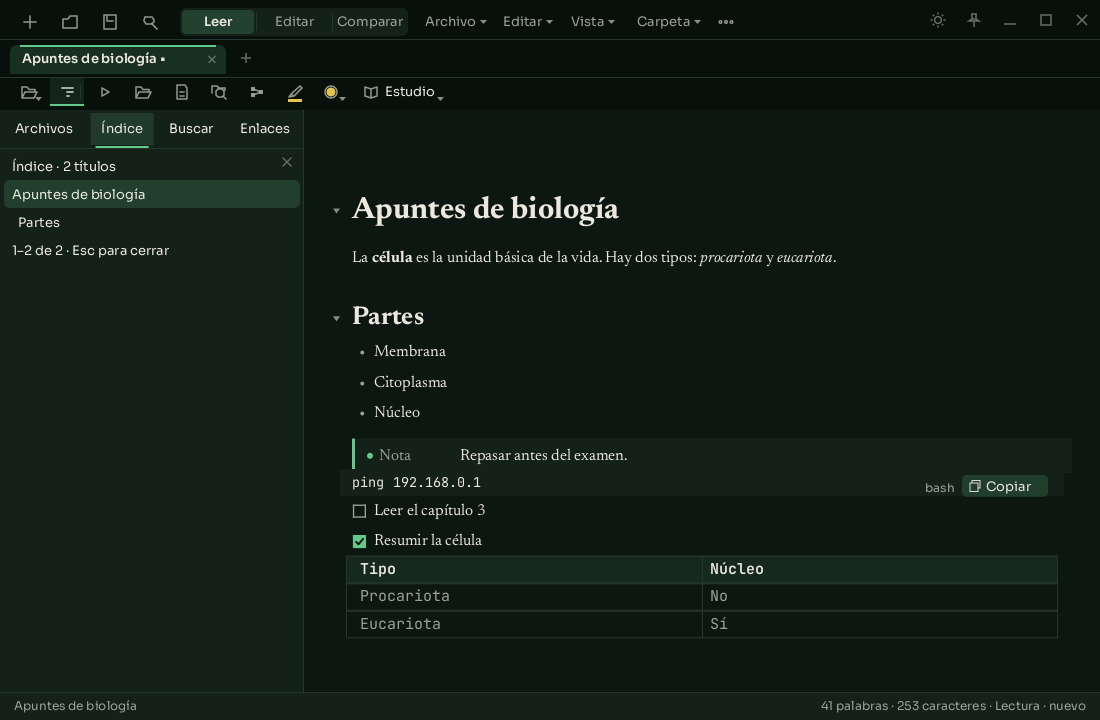 Leer Editar Comparar Archivo Editar Vista Carpeta
Apuntes de biología •
Estudio
Archivos Índice Buscar Enlaces
Índice · 2 títulos
Apuntes de biología
Partes
1–2 de 2 · Esc para cerrar
Apuntes de biología
La célula es la unidad básica de la vida. Hay dos tipos: procariota y eucariota.
Partes
• Membrana
• Citoplasma
• Núcleo
● Nota Repasar antes del examen.
ping 192.168.0.1
bash Copiar
Leer el capítulo 3
Resumir la célula
Tipo Núcleo
Procariota No
Eucariota Sí
Apuntes de biología 41 palabras · 253 caracteres · Lectura · nuevo